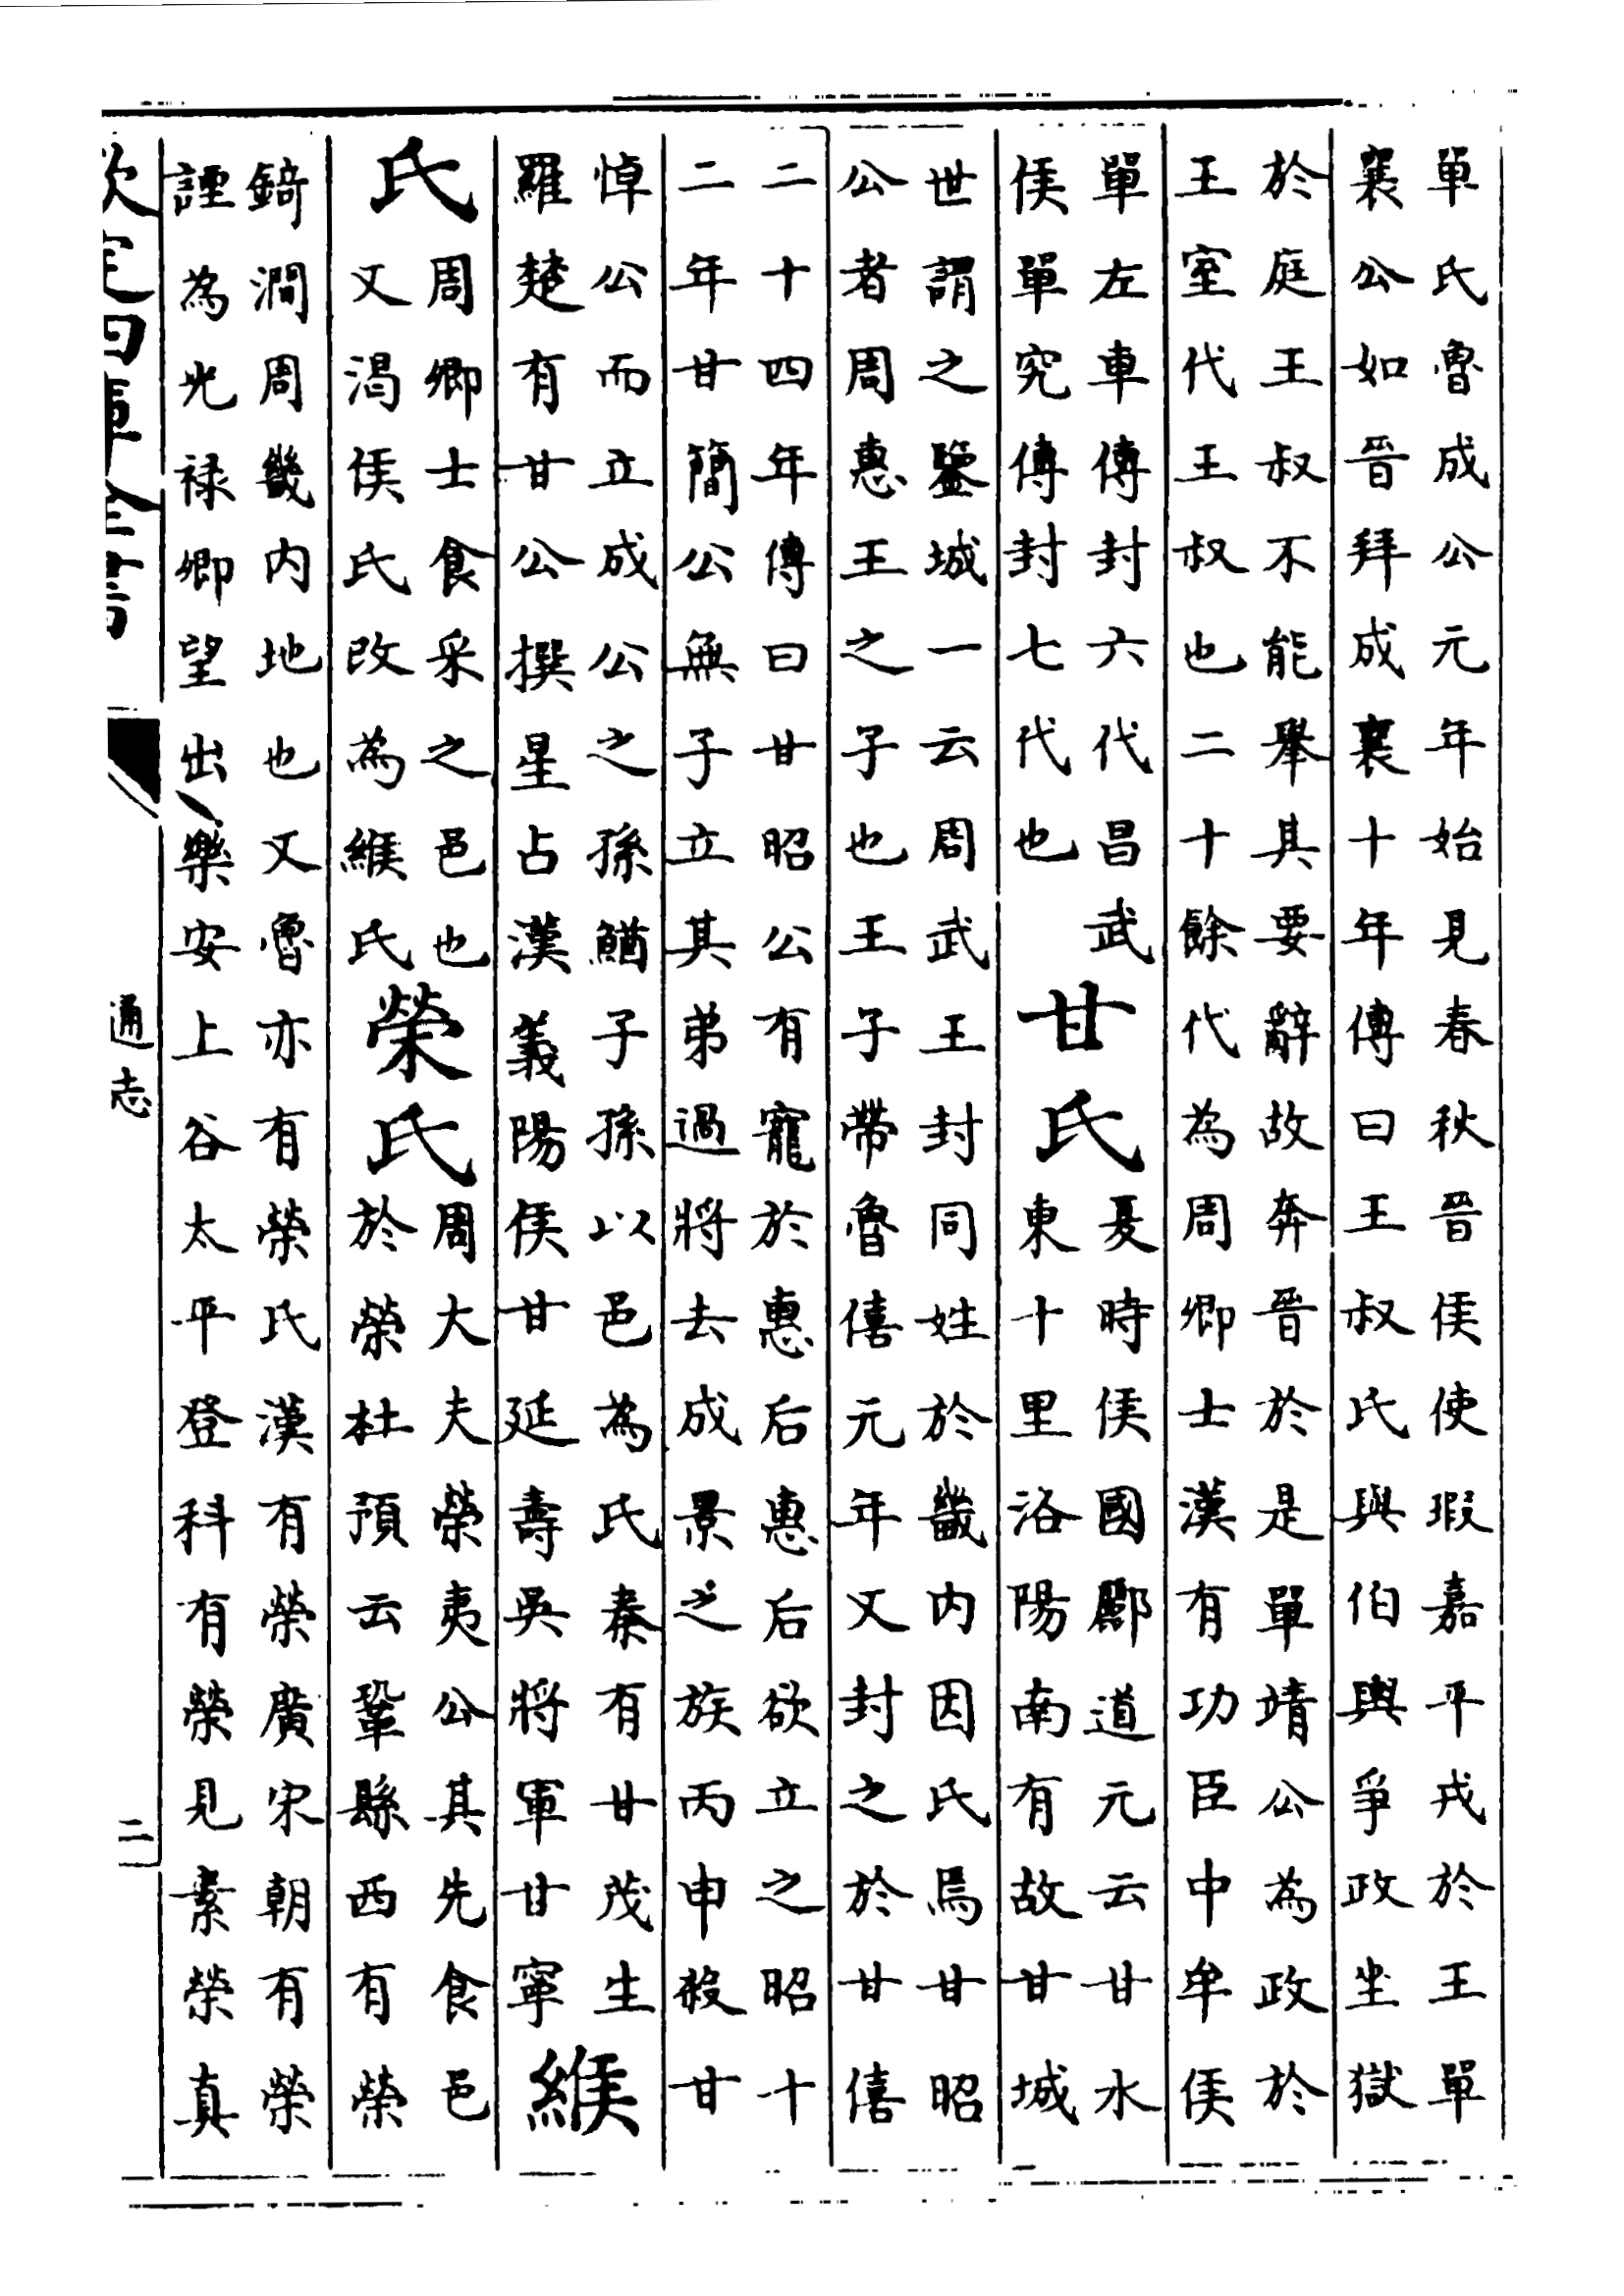 單氏魯成公元年始見春秋晉侯使瑕嘉平戎於王單
襄公如晉拜成襄十年傳曰王叔氏與伯輿爭政坐獄
於庭王叔不能舉其要辭故奔晉於是單靖公為政於
王室代王叔也二十餘代為周卿士漢有功臣中牟侯
單左車傳封六代昌武
侯單究傳封七代也
甘氏
夏時侯國酈道元云甘水
東十里洛陽南有故甘城
世謂之鑒城一云周武王封同姓於畿内因氏焉甘昭
公者周惠王之子也王子帶魯僖元年又封之於甘僖
二十四年傳曰甘昭公有寵於惠后惠后欲立之昭十
二年甘簡公無子立其弟過將去成景之族丙申殺甘
悼公而立成公之孫鰌子孫以邑為氏秦有甘茂生
羅楚有甘公撰星占漢義陽侯甘延壽吳將軍甘寧
緱
氏
周卿士食采之邑也
又渴侯氏改為緱氏
榮氏
周大夫榮夷公其先食邑
於榮杜預云鞏縣西有榮
錡澗周畿内地也又魯亦有榮氏漢有榮廣宋朝有榮
諲為光禄卿望出樂安上谷太平登科有榮見素榮真
欽定四庫全書
通志
二